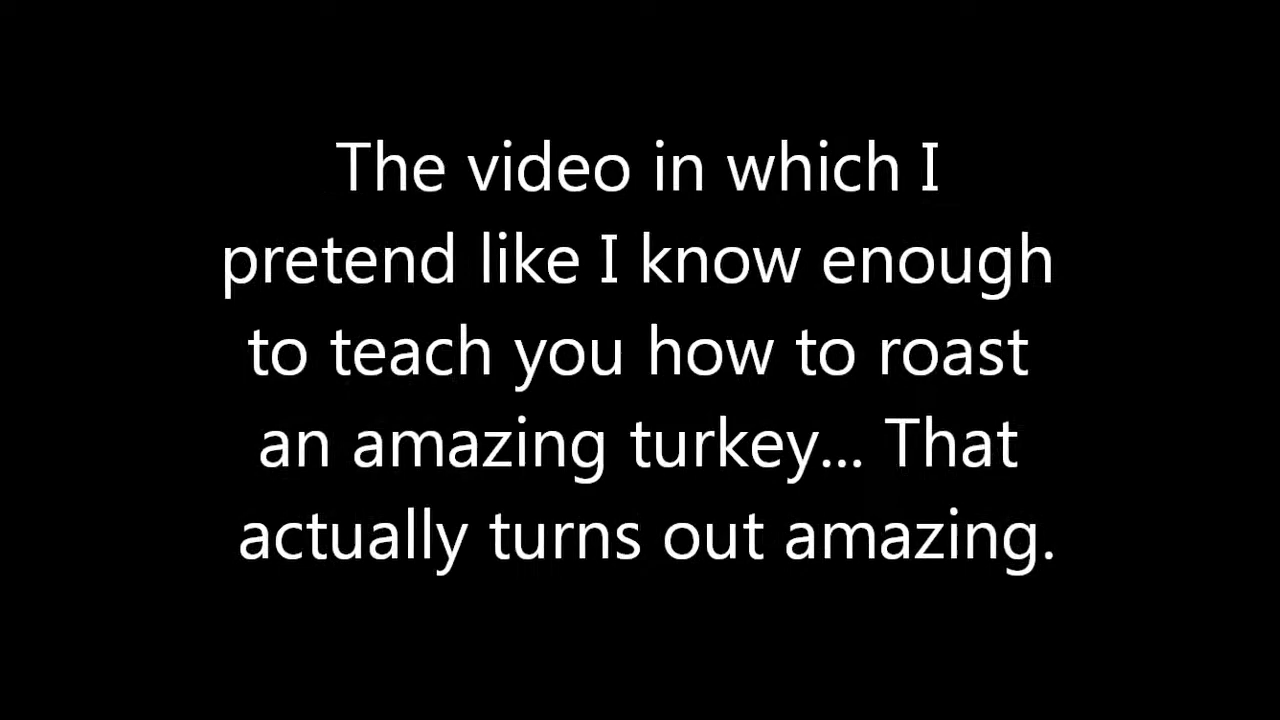 The video in which I
pretend like I know enough
to teach you how to roast
an amazing turkey... That
actually turns out amazing.